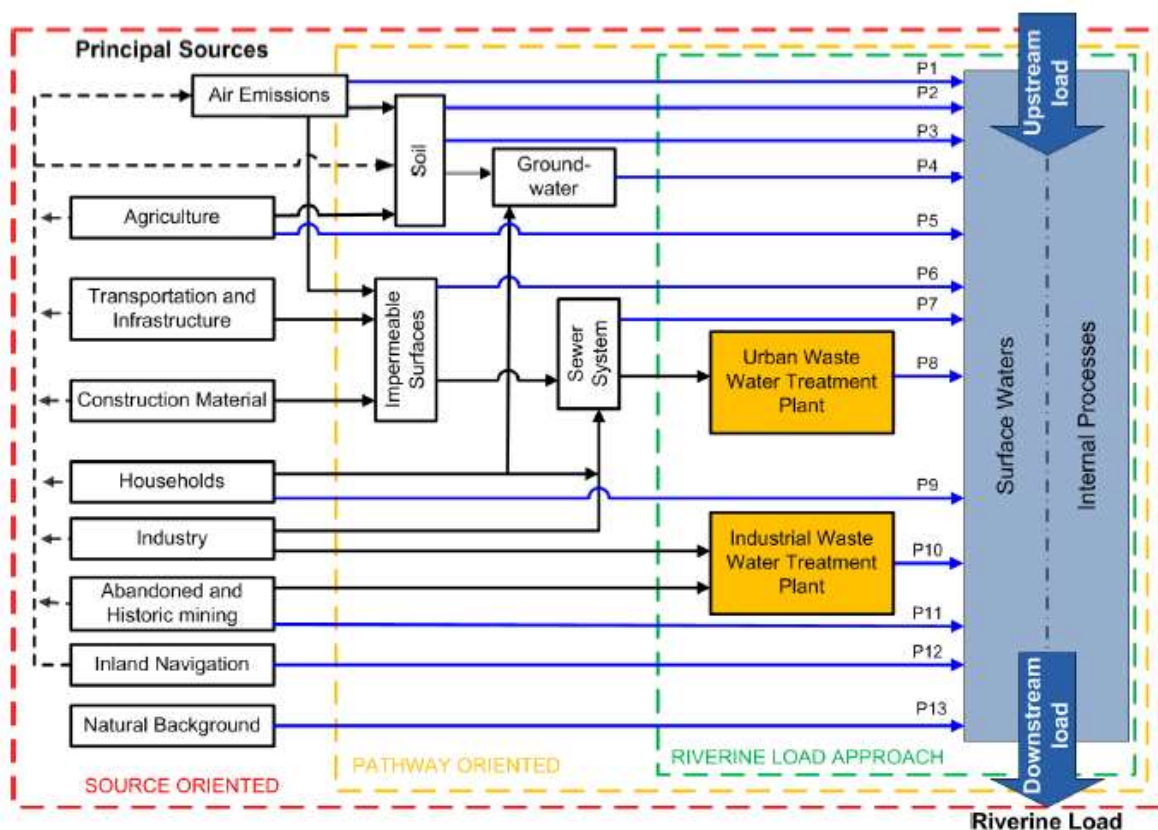 Principal Sources
Air Emissions
Agriculture
Transportation and
Infrastructure
Construction Material
Households
Industry
Abandoned and
Historic mining
Inland Navigation
Natural Background
SOURCE ORIENTED
Soil
Ground-
water
Impermeable
Surfaces
Sewer
System
PATHWAY ORIENTED
Urban Waste
Water Treatment
Plant
Industrial Waste
Water Treatment
Plant
RIVERINE LOAD APPROACH
P1
P2
P3
P4
P5
P6
P7
P8
P9
P10
P11
P12
P13
Upstream
load
Surface Waters
Internal Processes
Downstream
load
Riverine Load